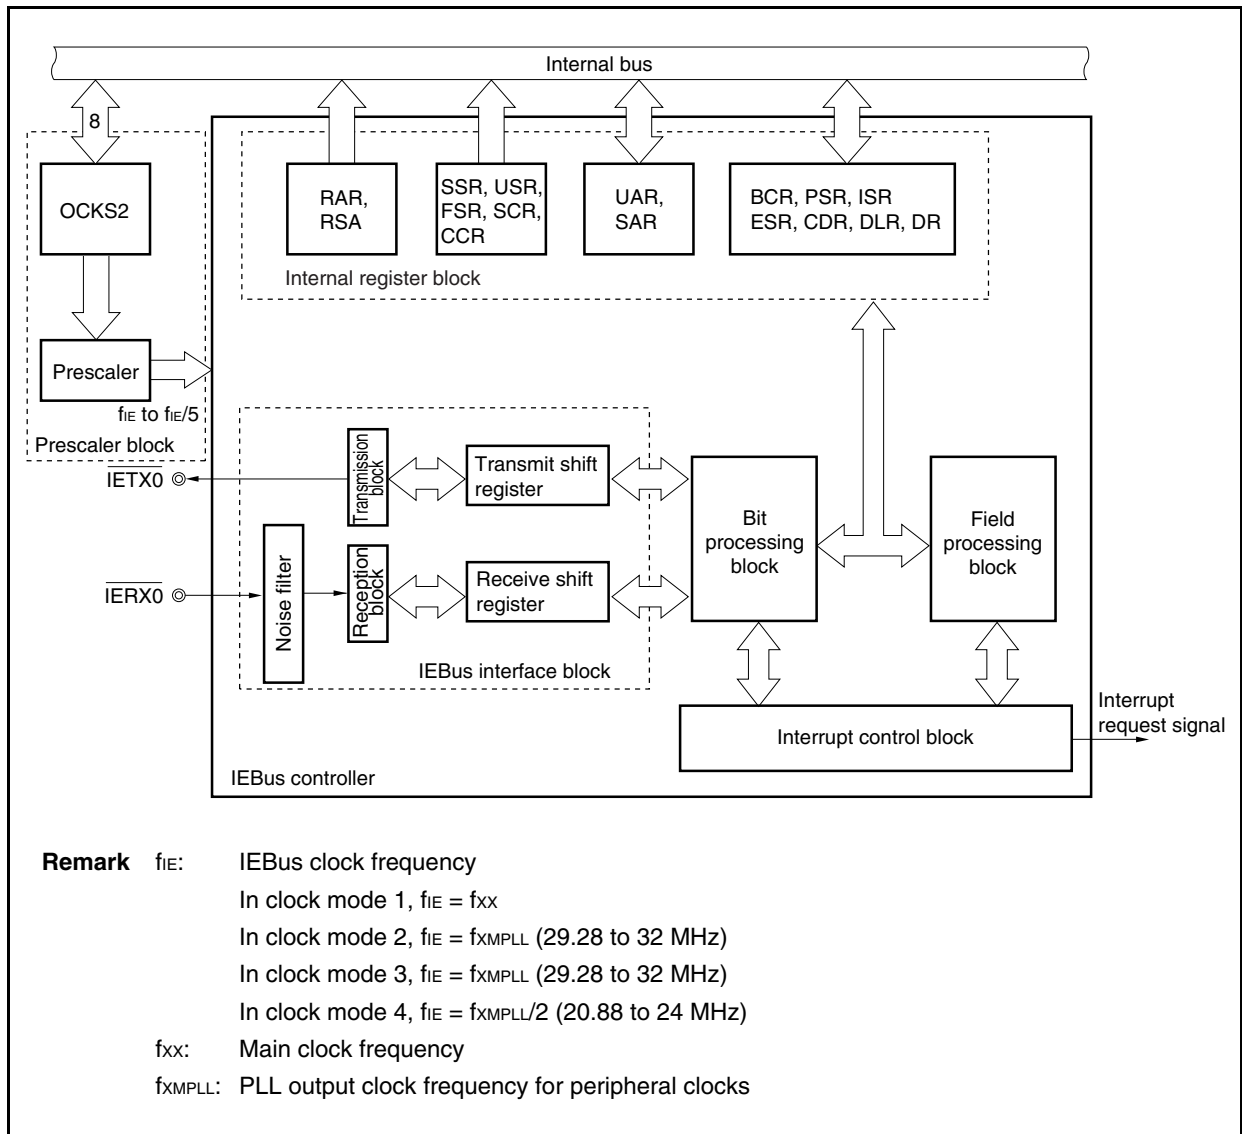 Internal bus
8
OCKS2
RAR,
RSA
SSR, USR,
FSR, SCR,
CCR
UAR,
SAR
BCR, PSR, ISR
ESR, CDR, DLR, DR
Internal register block
Prescaler
fIE to fIE/5
Prescaler block
IETX0
Transmission
block
Transmit shift
register
Bit
processing
block
Field
processing
block
IERX0
Noise filter
Reception
block
Receive shift
register
IEBus interface block
Interrupt control block
Interrupt
request signal
IEBus controller
Remark fIE: IEBus clock frequency
In clock mode 1, fIE = fXX
In clock mode 2, fIE = fXMPLL (29.28 to 32 MHz)
In clock mode 3, fIE = fXMPLL (29.28 to 32 MHz)
In clock mode 4, fIE = fXMPLL/2 (20.88 to 24 MHz)
fXX: Main clock frequency
fXMPLL: PLL output clock frequency for peripheral clocks